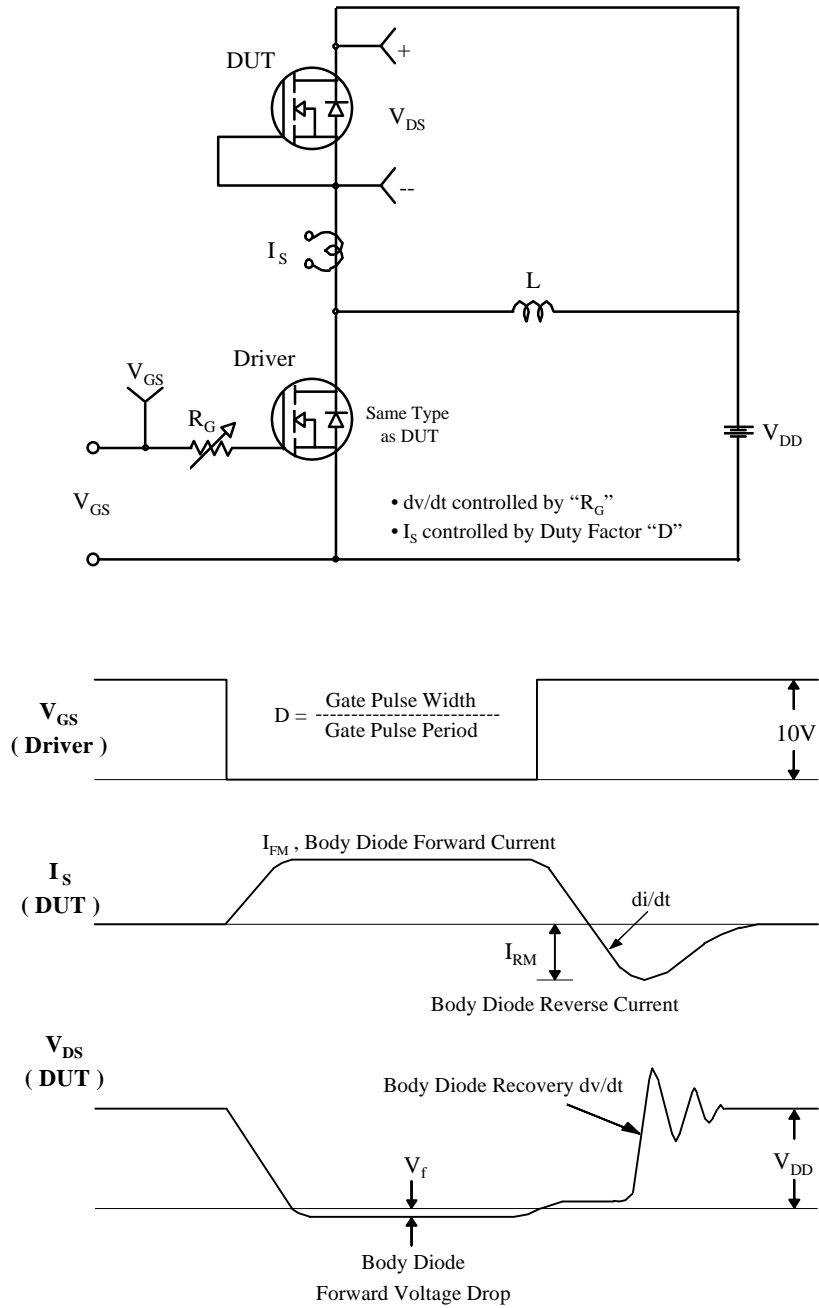 +
DUT
V_DS
--
I_S
L
Driver
V_GS
R_G
Same Type
as DUT
V_DD
V_GS
• dv/dt controlled by “R_G”
• I_S controlled by Duty Factor “D”
V_GS
( Driver )
D = Gate Pulse Width
--------------------------
Gate Pulse Period
10V
I_FM , Body Diode Forward Current
I_S
( DUT )
di/dt
I_RM
Body Diode Reverse Current
V_DS
( DUT )
Body Diode Recovery dv/dt
V_f
V_DD
Body Diode
Forward Voltage Drop